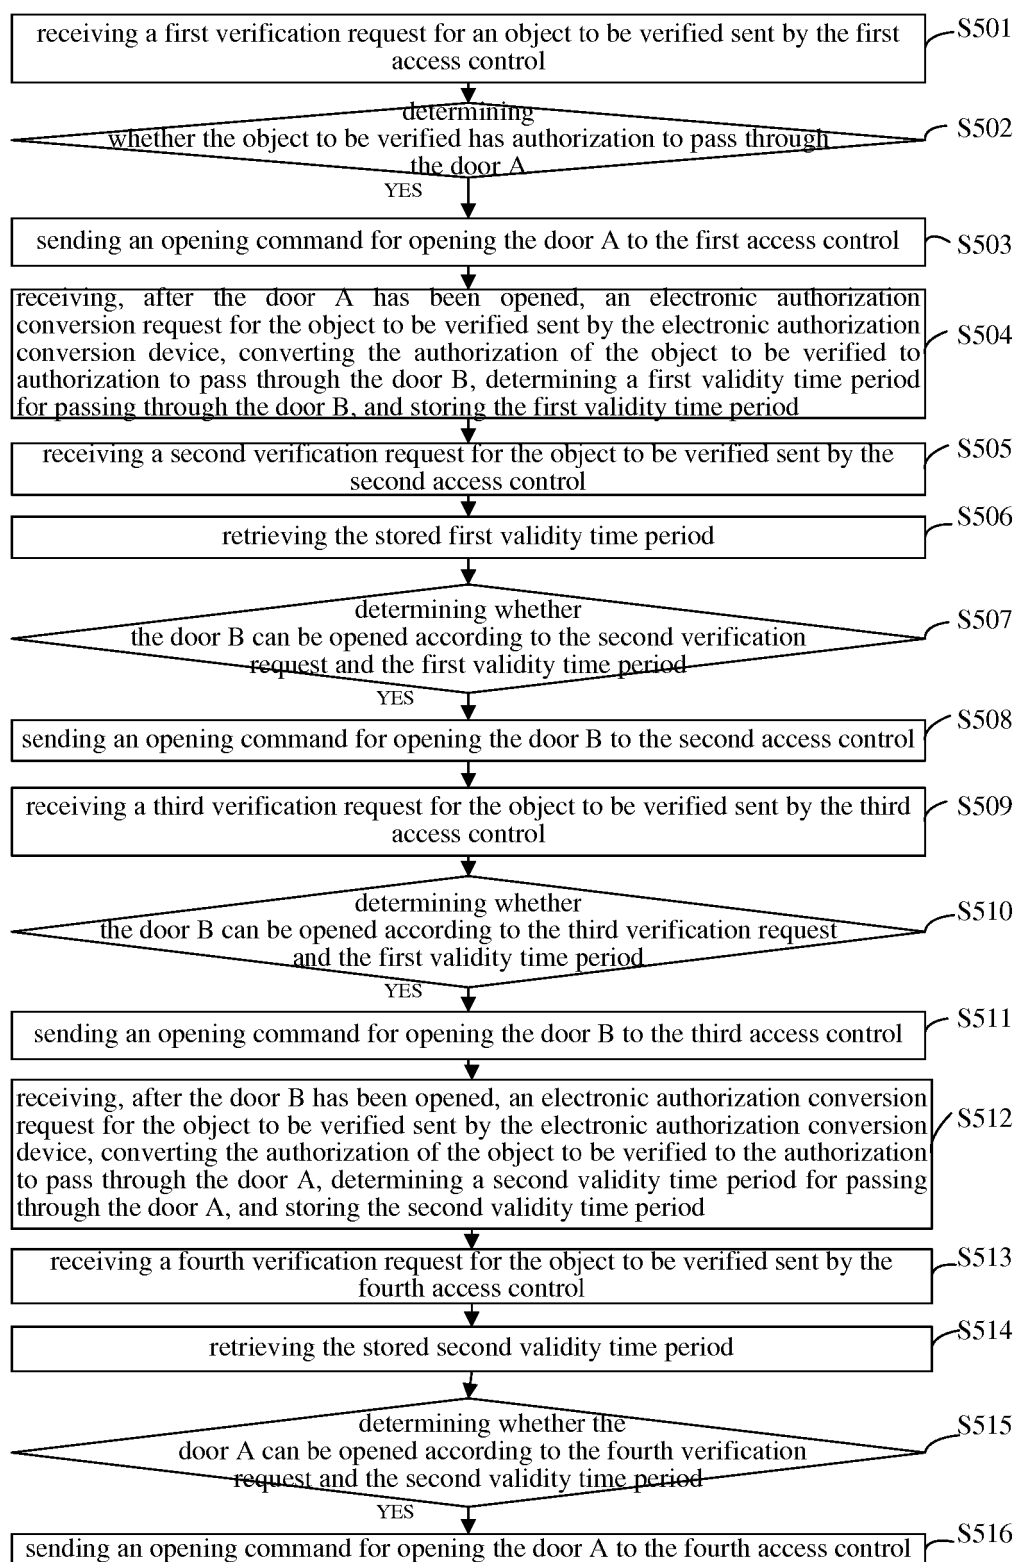 receiving a first verification request for an object to be verified sent by the first
access control
S501
determining
whether the object to be verified has authorization to pass through
the door A
S502
YES
sending an opening command for opening the door A to the first access control
S503
receiving, after the door A has been opened, an electronic authorization
conversion request for the object to be verified sent by the electronic authorization
conversion device, converting the authorization of the object to be verified to
authorization to pass through the door B, determining a first validity time period
for passing through the door B, and storing the first validity time period
S504
receiving a second verification request for the object to be verified sent by the
second access control
S505
retrieving the stored first validity time period
S506
determining whether
the door B can be opened according to the second verification
request and the first validity time period
S507
YES
sending an opening command for opening the door B to the second access control
S508
receiving a third verification request for the object to be verified sent by the third
access control
S509
determining whether
the door B can be opened according to the third verification request
and the first validity time period
S510
YES
sending an opening command for opening the door B to the third access control
S511
receiving, after the door B has been opened, an electronic authorization conversion
request for the object to be verified sent by the electronic authorization conversion
device, converting the authorization of the object to be verified to the authorization
to pass through the door A, determining a second validity time period for passing
through the door A, and storing the second validity time period
S512
receiving a fourth verification request for the object to be verified sent by the
fourth access control
S513
retrieving the stored second validity time period
S514
determining whether the
door A can be opened according to the fourth verification
request and the second validity time period
S515
YES
sending an opening command for opening the door A to the fourth access control
S516